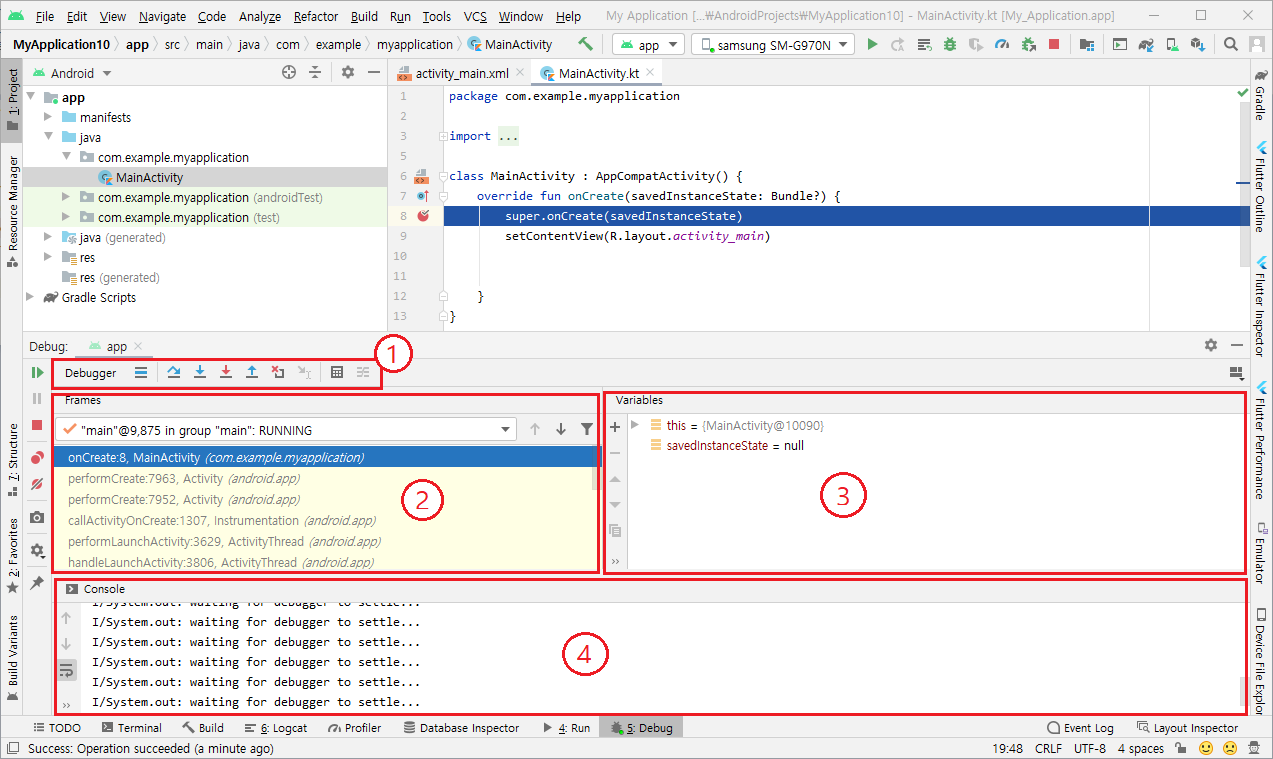 File Edit View Navigate Code Analyze Refactor Build Run Tools VCS Window Help My Application [...₩AndroidProjects₩MyApplication10] - MainActivity.kt [My_Application.app]
MyApplication10 app src main java com example myapplication MainActivity app samsung SM-G970N
1: Project
Resource Manager
7: Structure
2: Favorites
Build Variants
Android
app
manifests
java
com.example.myapplication
MainActivity
com.example.myapplication (androidTest)
com.example.myapplication (test)
java (generated)
res
res (generated)
Gradle Scripts
activity_main.xml MainActivity.kt
1 package com.example.myapplication
2
3 import ...
5
6 class MainActivity : AppCompatActivity() {
7 override fun onCreate(savedInstanceState: Bundle?) {
8 super.onCreate(savedInstanceState)
9 setContentView(R.layout.activity_main)
10
11
12 }
13 }
Gradle
Flutter Outline
Flutter Inspector
Flutter Performance
Emulator
Device File Explor
Debug: app
Debugger
1
Frames
"main"@9,875 in group "main": RUNNING
onCreate:8, MainActivity (com.example.myapplication)
performCreate:7963, Activity (android.app)
performCreate:7952, Activity (android.app)
callActivityOnCreate:1307, Instrumentation (android.app)
performLaunchActivity:3629, ActivityThread (android.app)
handleLaunchActivity:3806, ActivityThread (android.app)
2
Variables
this = {MainActivity@10090}
savedInstanceState = null
3
Console
I/System.out: waiting for debugger to settle...
I/System.out: waiting for debugger to settle...
I/System.out: waiting for debugger to settle...
I/System.out: waiting for debugger to settle...
I/System.out: waiting for debugger to settle...
I/System.out: waiting for debugger to settle...
4
TODO Terminal Build 6: Logcat Profiler Database Inspector 4: Run 5: Debug Event Log Layout Inspector
Success: Operation succeeded (a minute ago) 19:48 CRLF UTF-8 4 spaces